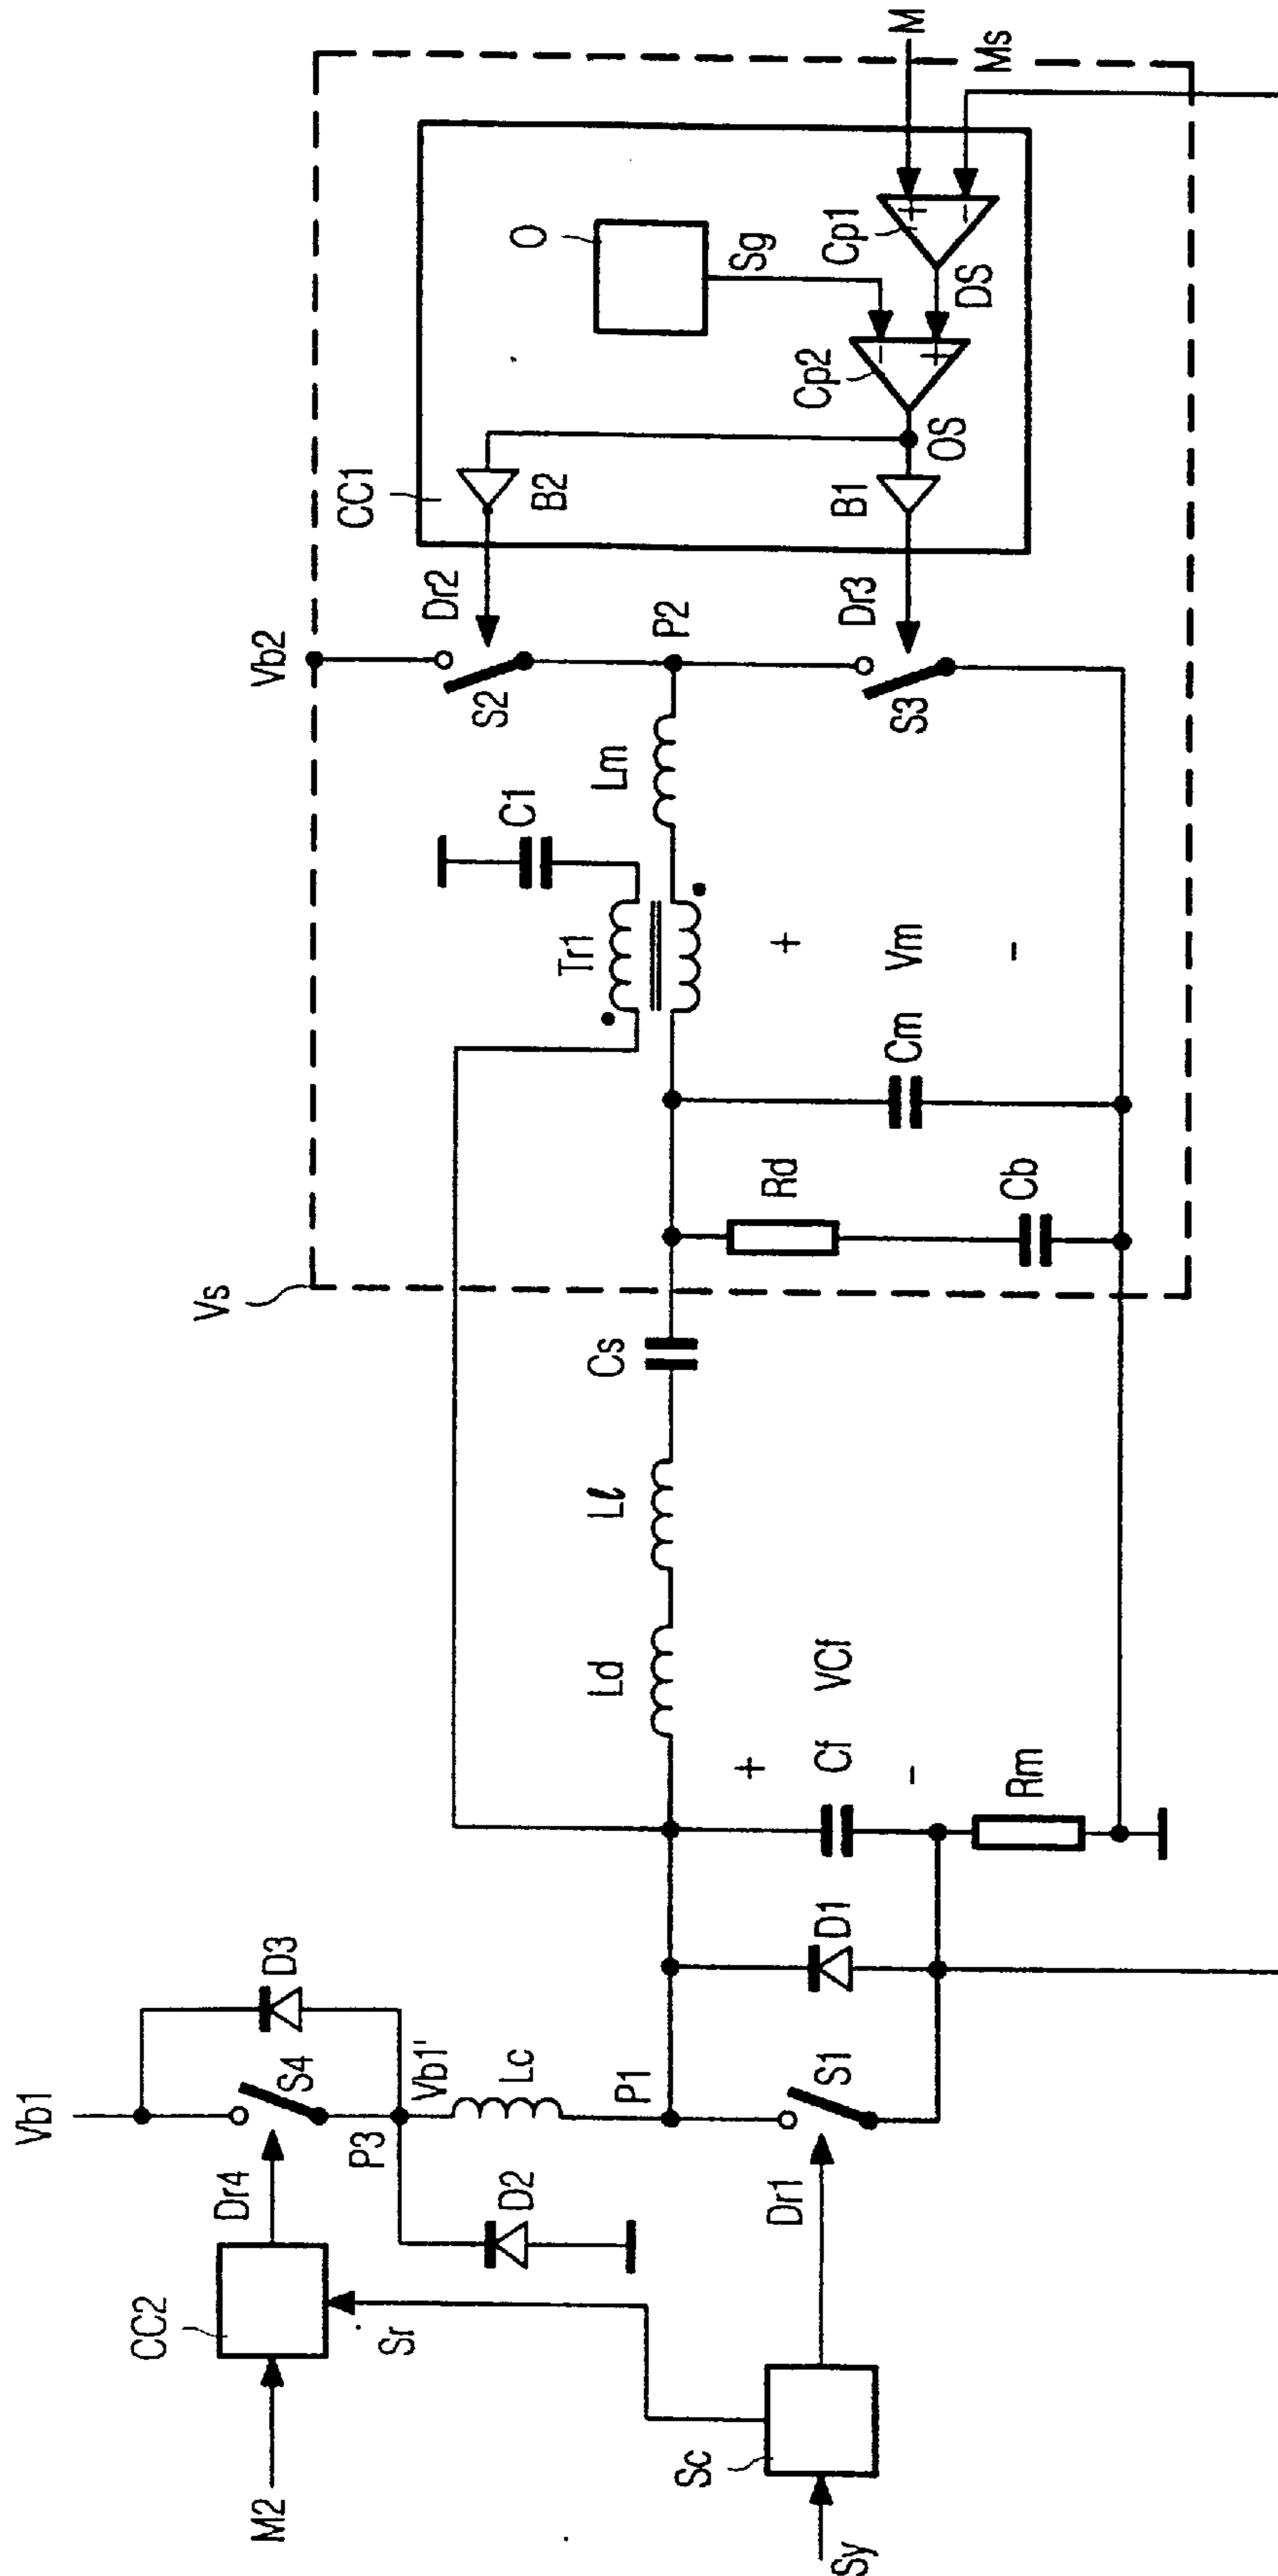 Vb1
D3
S4
Dr4
CC2
M2
P3
Vb1'
D2
Lc
Sr
P1
Sc
Sy
Dr1
S1
D1
+
Cf
VCf
-
Rm
Ld
Lℓ
Cs
Vs
Rd
Cb
Cm
Vm
+
-
Tr1
C1
Lm
Vb2
S2
Dr2
P2
S3
Dr3
CC1
B2
B1
OS
Cp2
-
+
O
Sg
DS
Cp1
+
-
M
Ms